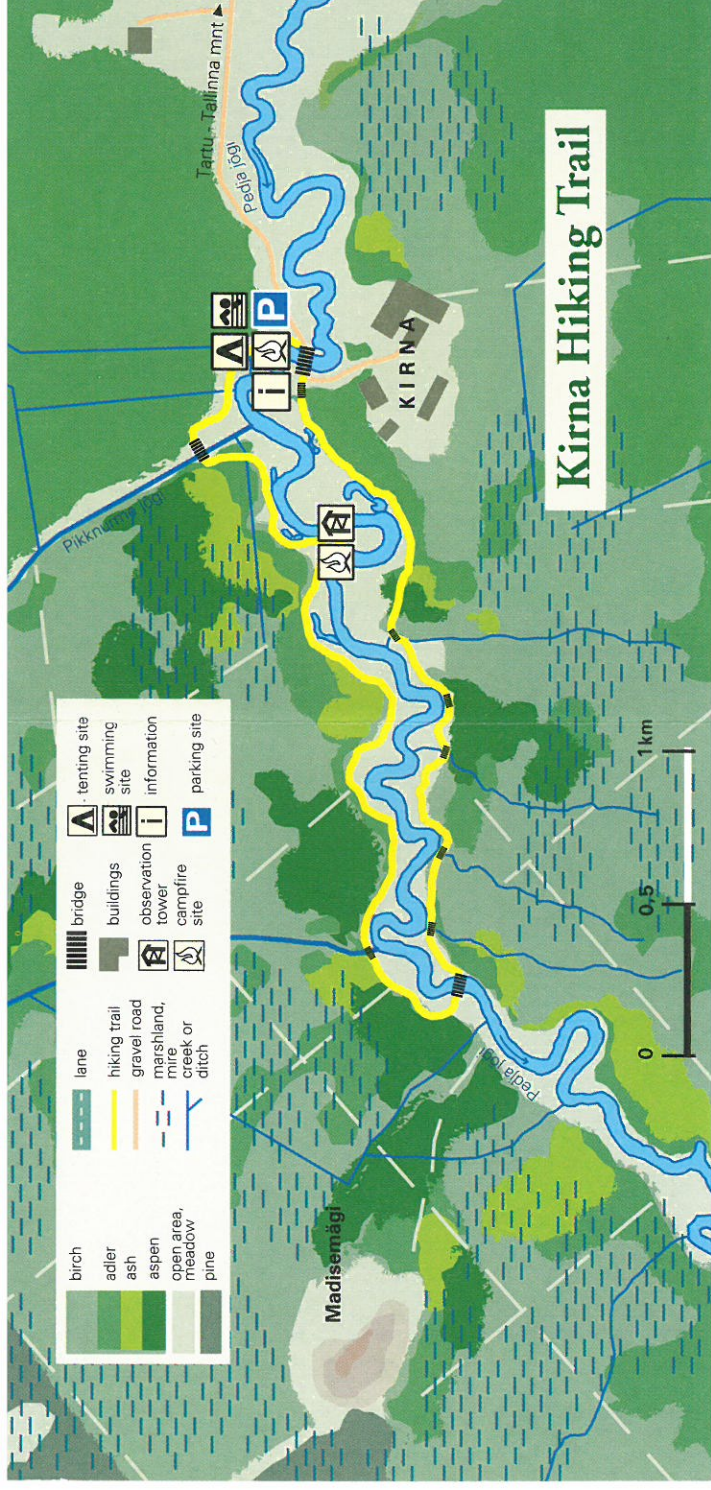 Kirna Hiking Trail
birch
adler
ash
aspen
open area,
meadow
pine
lane
hiking trail
gravel road
marshland,
mire
creek or
ditch
bridge
buildings
observation
tower
campfire
site
tenting site
swimming
site
i
information
P
parking site
Madisemägi
Pedja jõgi
Pikknurme jõgi
i
P
KIRNA
Pedja jõgi
Tartu - Tallinna mnt
0
0,5
1km